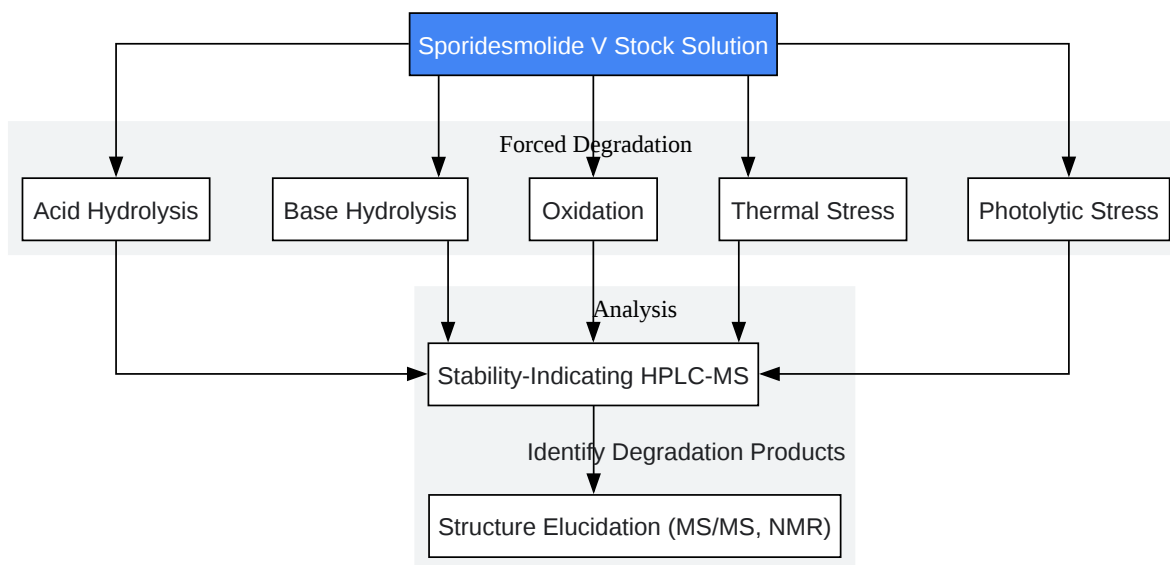 Sporidesmolide V Stock Solution
Forced Degradation
Acid Hydrolysis
Base Hydrolysis
Oxidation
Thermal Stress
Photolytic Stress
Analysis
Stability-Indicating HPLC-MS
Identify Degradation Products
Structure Elucidation (MS/MS, NMR)